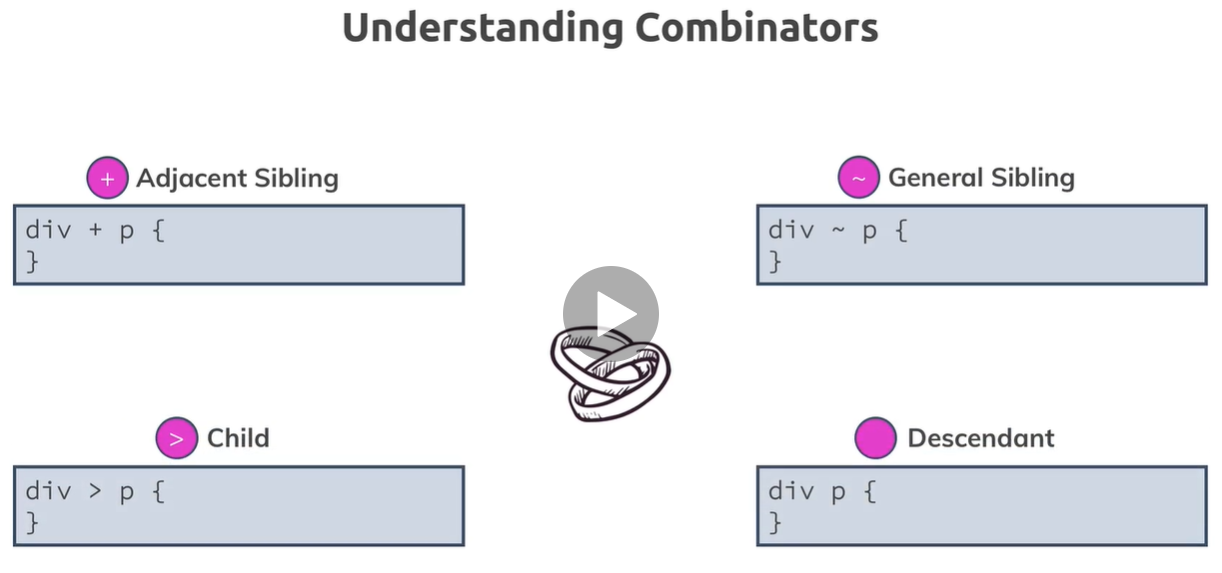 Understanding Combinators
+ Adjacent Sibling
div + p {
}
~ General Sibling
div ~ p {
}
> Child
div > p {
}
Descendant
div p {
}